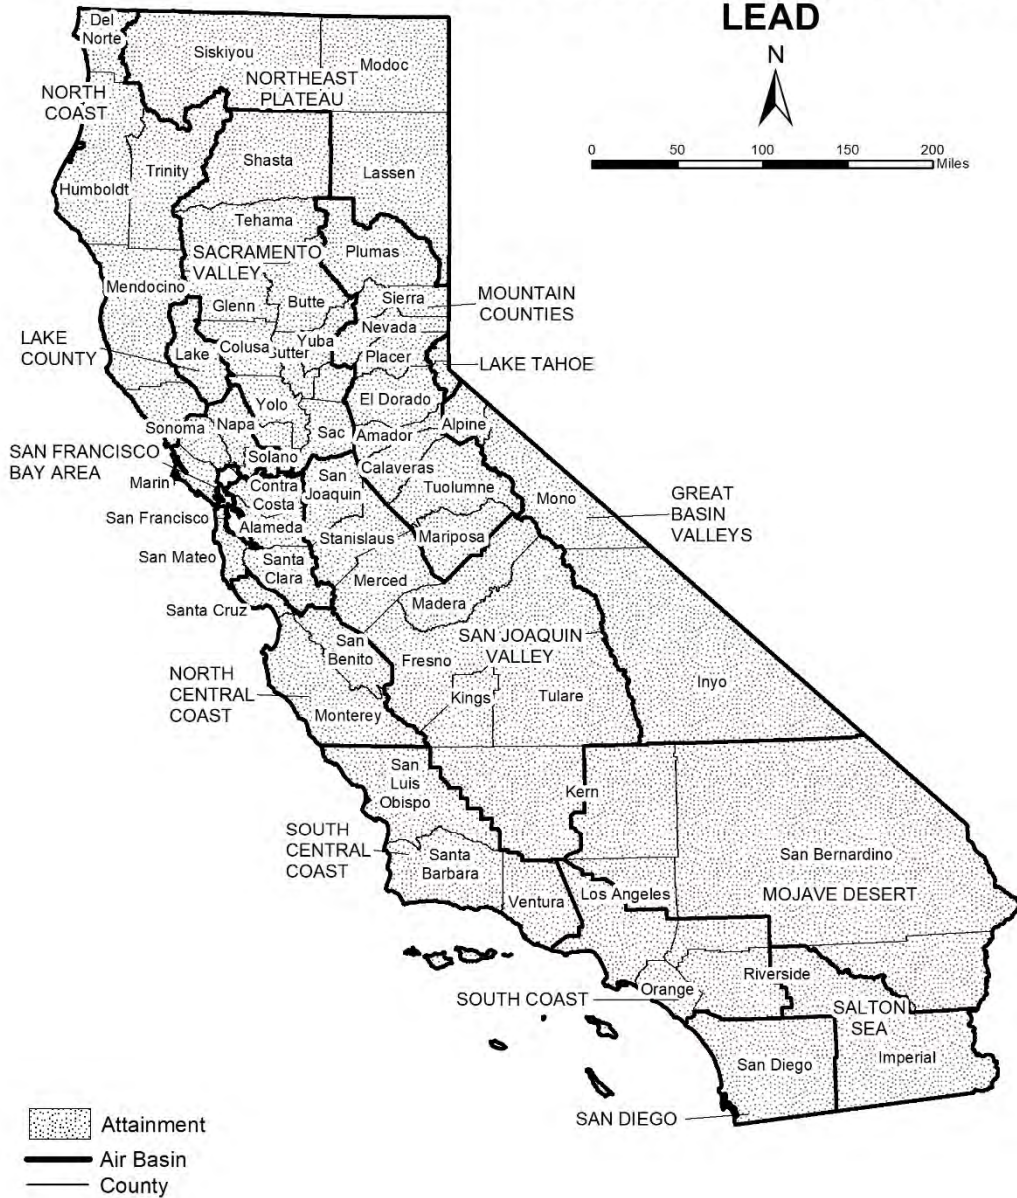 LEAD
N
0 50 100 150 200
Miles
Del
Norte
Siskiyou
Modoc
NORTHEAST
PLATEAU
NORTH
COAST
Shasta
Trinity
Lassen
Humboldt
Tehama
SACRAMENTO
VALLEY
Plumas
Mendocino
Glenn
Butte
Sierra
MOUNTAIN
COUNTIES
Nevada
Yuba
LAKE
COUNTY
Lake
Colusa
Sutter
Placer
LAKE TAHOE
El Dorado
Yolo
Sonoma
Napa
Sac
Amador
Alpine
SAN FRANCISCO
BAY AREA
Solano
Calaveras
Marin
Contra
Costa
San
Joaquin
Tuolumne
Mono
GREAT
BASIN
VALLEYS
San Francisco
Alameda
Stanislaus
Mariposa
San Mateo
Santa
Clara
Merced
Santa Cruz
Madera
San
Benito
Fresno
SAN JOAQUIN
VALLEY
NORTH
CENTRAL
COAST
Monterey
Kings
Tulare
Inyo
San
Luis
Obispo
Kern
SOUTH
CENTRAL
COAST
Santa
Barbara
San Bernardino
MOJAVE DESERT
Ventura
Los Angeles
Riverside
Orange
SOUTH COAST
SALTON
SEA
San Diego
Imperial
SAN DIEGO
Attainment
Air Basin
County